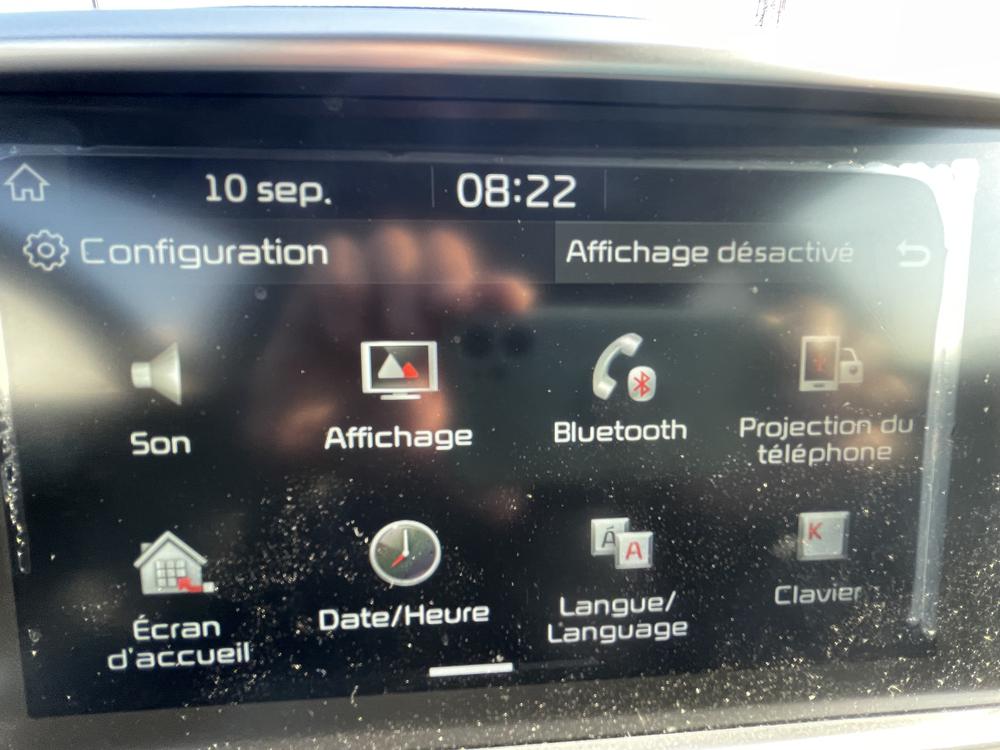 10 sep. 08:22
Configuration Affichage désactivé
Son Affichage Bluetooth Projection du
téléphone
Écran
d'accueil
Date/Heure
Langue/
Language
Clavier